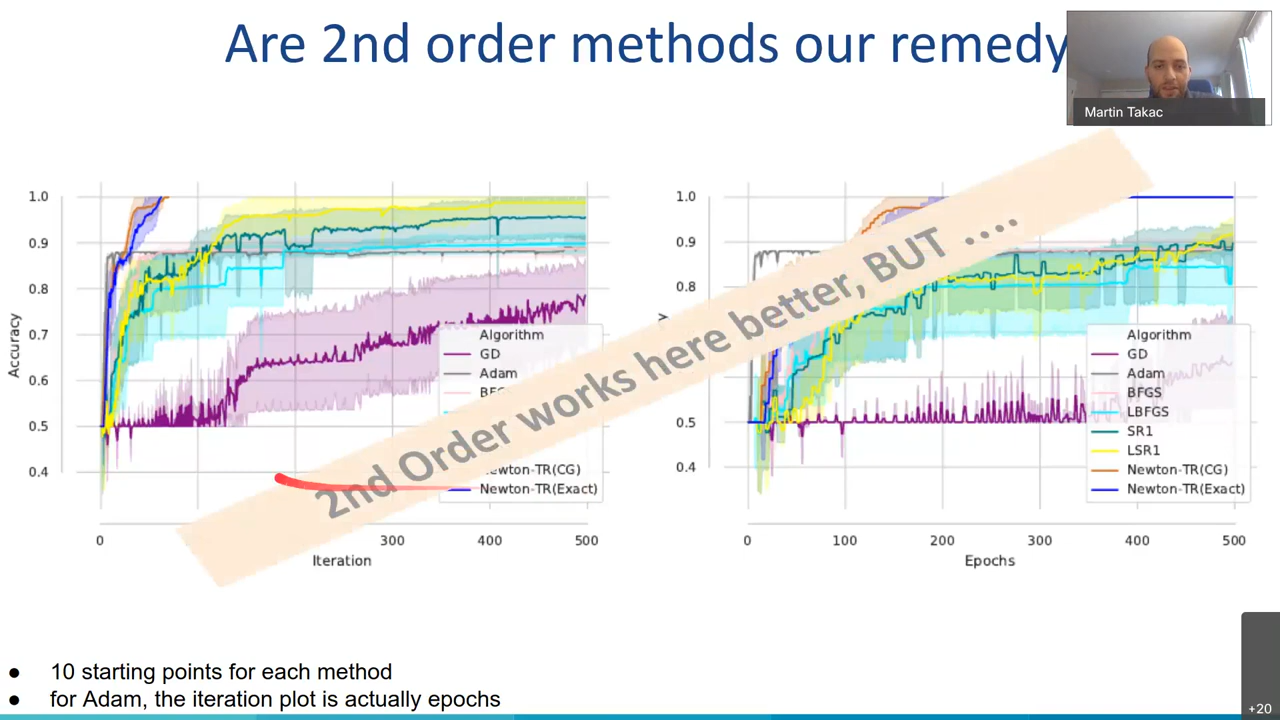 Are 2nd order methods our remedy
Martin Takac
2nd Order works here better, BUT ....
1.0
0.9
0.8
0.7
0.6
0.5
0.4
Accuracy
0
300
400
500
Iteration
Algorithm
GD
Adam
Newton-TR(Exact)
1.0
0.9
0.8
0.5
0.4
0
100
200
300
400
500
Epochs
Algorithm
GD
Adam
BFGS
LBFGS
SR1
LSR1
Newton-TR(CG)
Newton-TR(Exact)
● 10 starting points for each method
● for Adam, the iteration plot is actually epochs
+20